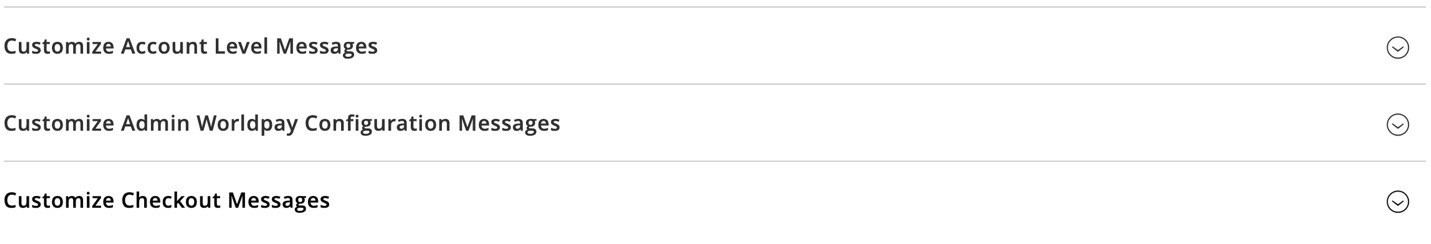 Customize Account Level Messages
Customize Admin Worldpay Configuration Messages
Customize Checkout Messages